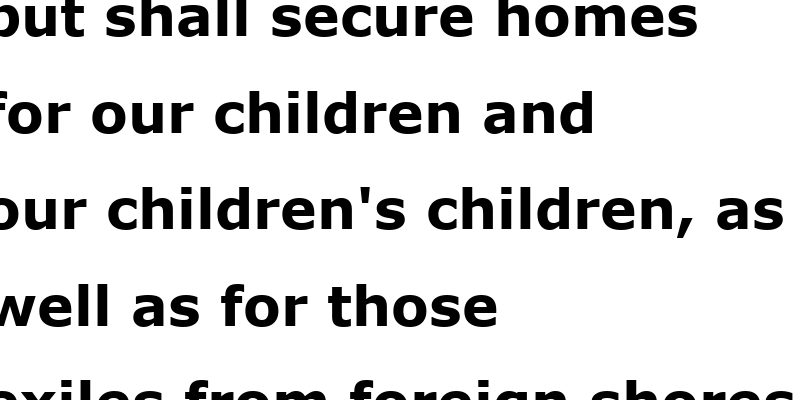 but shall secure homes
for our children and
our children's children, as
well as for those
exiles from foreign shores